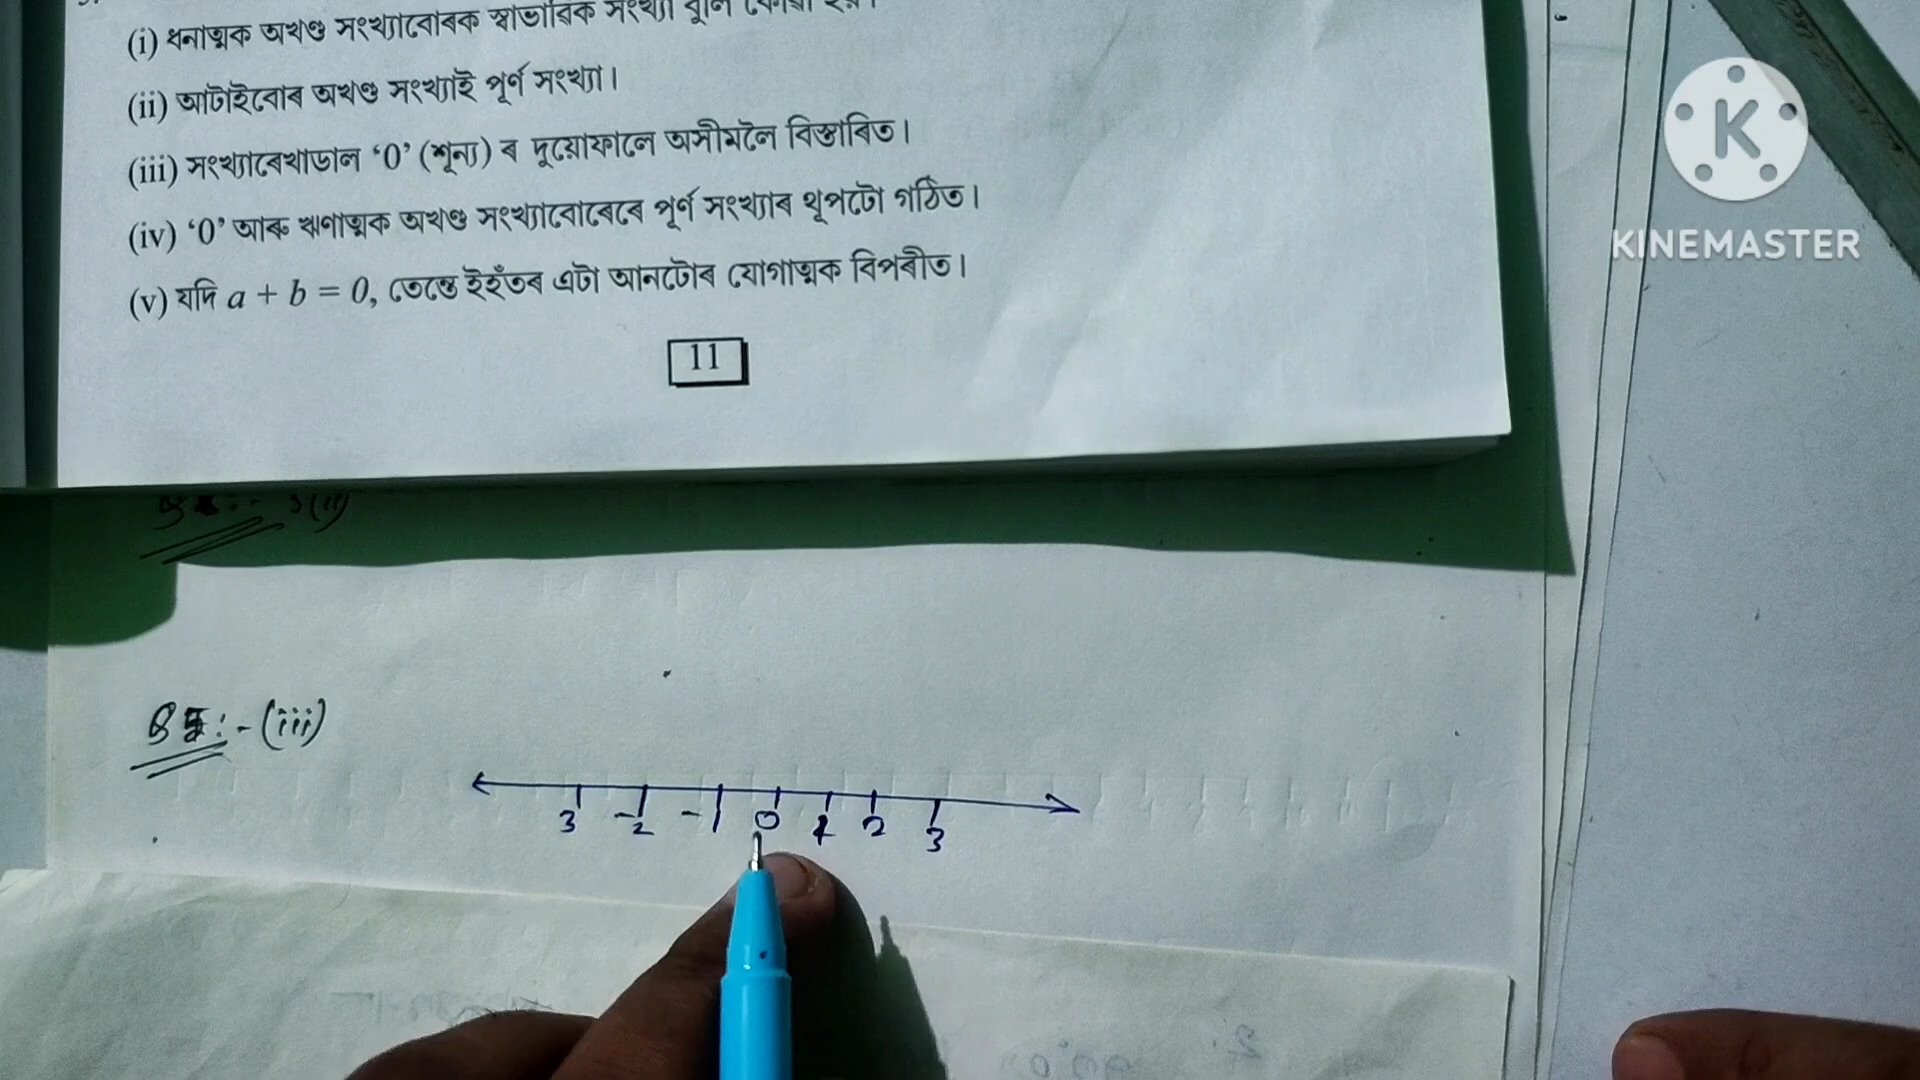 (i) ধনাত্মক অখণ্ড সংখ্যাবোৰক স্বাভাৱিক সংখ্যা বুলি কোৱা হয়।
(ii) আটাইবোৰ অখণ্ড সংখ্যাই পূৰ্ণ সংখ্যা।
(iii) সংখ্যাৰেখাডাল ‘0’ (শূন্য) ৰ দুয়োফালে অসীমলৈ বিস্তাৰিত।
(iv) ‘0’ আৰু ঋণাত্মক অখণ্ড সংখ্যাবোৰেৰে পূৰ্ণ সংখ্যাৰ থূপটো গঠিত।
(v) যদি a + b = 0, তেন্তে ইহঁতৰ এটা আনটোৰ যোগাত্মক বিপৰীত।
11
K
KINEMASTER
(ii)
:-(iii)
3 -2 -1 0 1 2 3